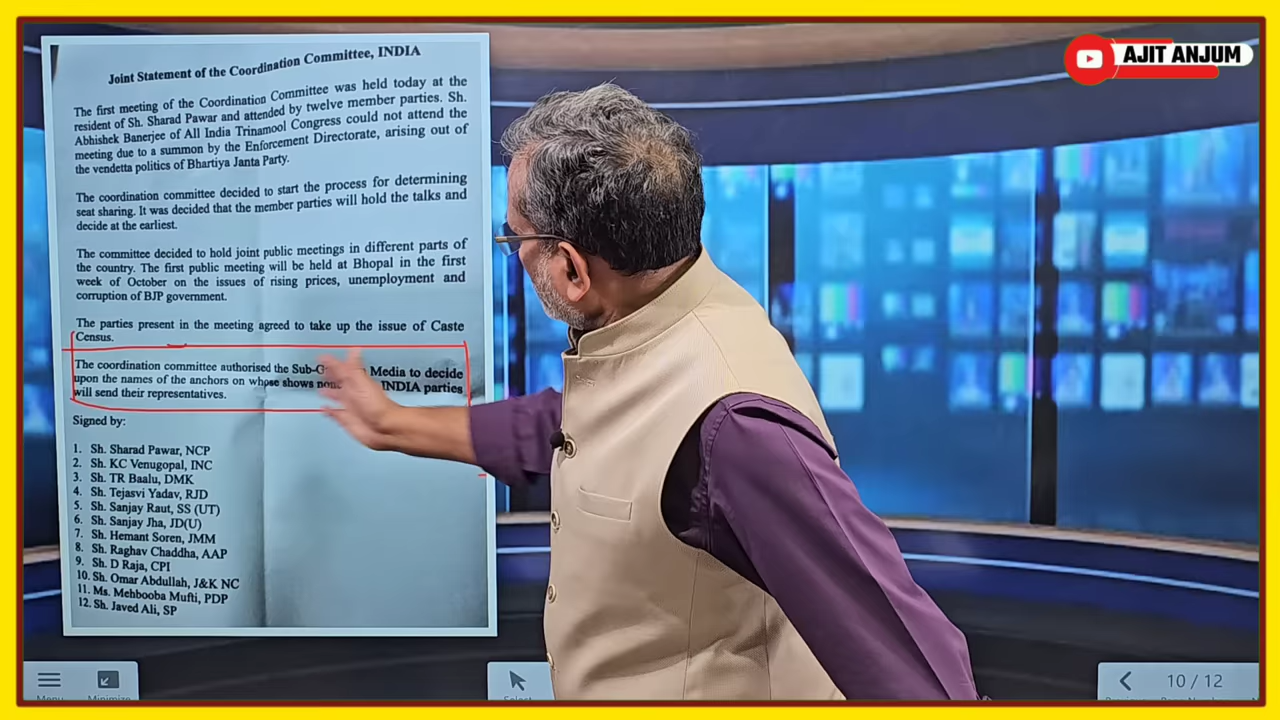 AJIT ANJUM
Joint Statement of the Coordination Committee, INDIA
The first meeting of the Coordination Committee was held today at the
resident of Sh. Sharad Pawar and attended by twelve member parties. Sh.
Abhishek Banerjee of All India Trinamool Congress could not attend the
meeting due to a summon by the Enforcement Directorate, arising out of
the vendetta politics of Bhartiya Janta Party.
The coordination committee decided to start the process for determining
seat sharing. It was decided that the member parties will hold the talks and
decide at the earliest.
The committee decided to hold joint public meetings in different parts of
the country. The first public meeting will be held at Bhopal in the first
week of October on the issues of rising prices, unemployment and
corruption of BJP government.
The parties present in the meeting agreed to take up the issue of Caste
Census.
The coordination committee authorised the Media to decide
upon the names of the anchors on whose shows INDIA parties
will send their representatives.
Signed by:
1. Sh. Sharad Pawar, NCP
2. Sh. KC Venugopal, INC
3. Sh. TR Baalu, DMK
4. Sh. Tejasvi Yadav, RJD
5. Sh. Sanjay Raut, SS (UT)
6. Sh. Sanjay Jha, JD(U)
7. Sh. Hemant Soren, JMM
8. Sh. Raghav Chaddha, AAP
9. Sh. D Raja, CPI
10. Sh. Omar Abdullah, J&K NC
11. Ms. Mehbooba Mufti, PDP
12. Sh. Javed Ali, SP
Menu
Minimize
Select
10 / 12